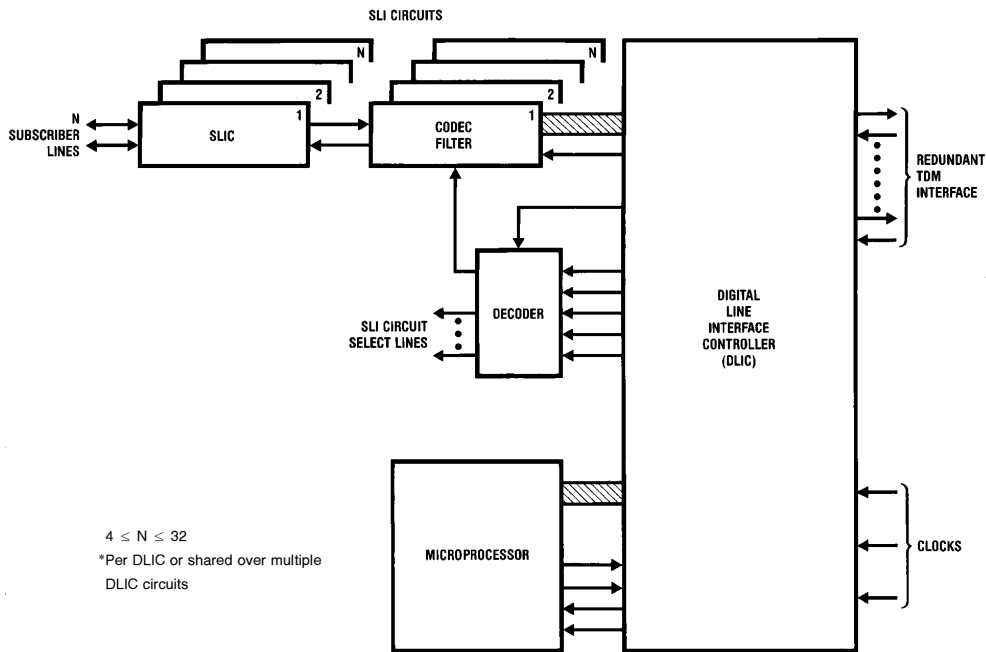 SLI CIRCUITS
N
N
2
2
1
1
N
SUBSCRIBER
LINES
SLIC
CODEC
FILTER
REDUNDANT
TDM
INTERFACE
DECODER
SLI CIRCUIT
SELECT LINES
DIGITAL
LINE
INTERFACE
CONTROLLER
(DLIC)
MICROPROCESSOR
CLOCKS
4 ≤ N ≤ 32
*Per DLIC or shared over multiple
DLIC circuits